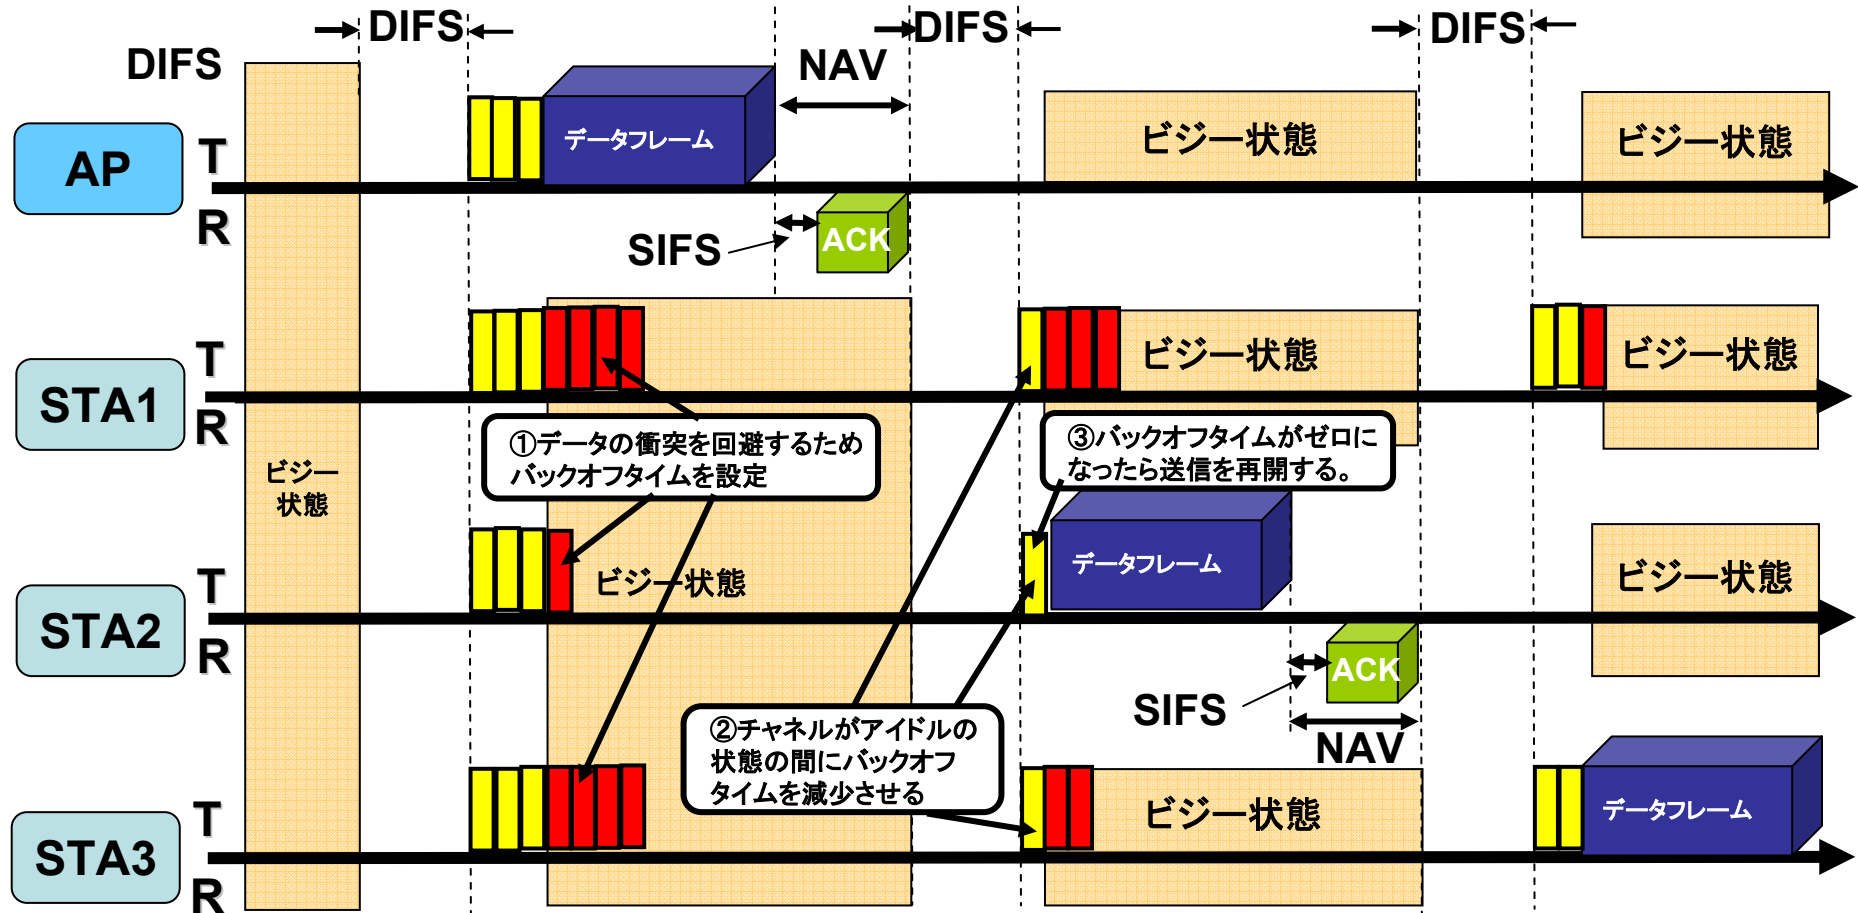 DIFS
DIFS
DIFS
DIFS
NAV
AP
T
R
データフレーム
ビジー状態
ビジー状態
SIFS
ACK
STA1
T
R
ビジー状態
ビジー状態
①データの衝突を回避するため
バックオフタイムを設定
③バックオフタイムがゼロに
なったら送信を再開する。
ビジー
状態
STA2
T
R
ビジー状態
データフレーム
ビジー状態
SIFS
ACK
NAV
②チャネルがアイドルの
状態の間にバックオフ
タイムを減少させる
STA3
T
R
ビジー状態
データフレーム